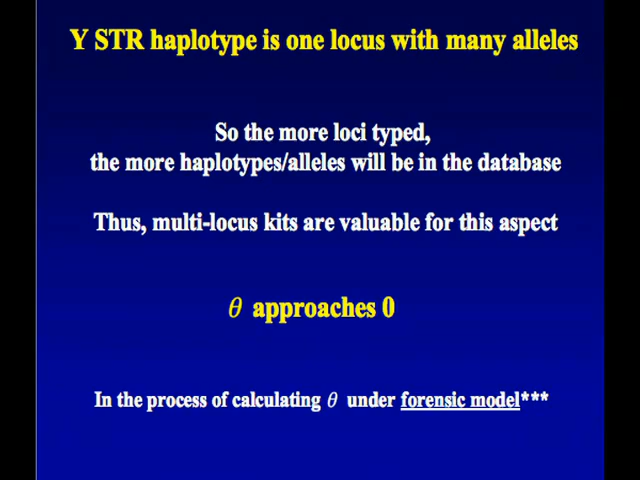 Y STR haplotype is one locus with many alleles
So the more loci typed,
the more haplotypes/alleles will be in the database
Thus, multi-locus kits are valuable for this aspect
θ approaches 0
In the process of calculating θ under forensic model***